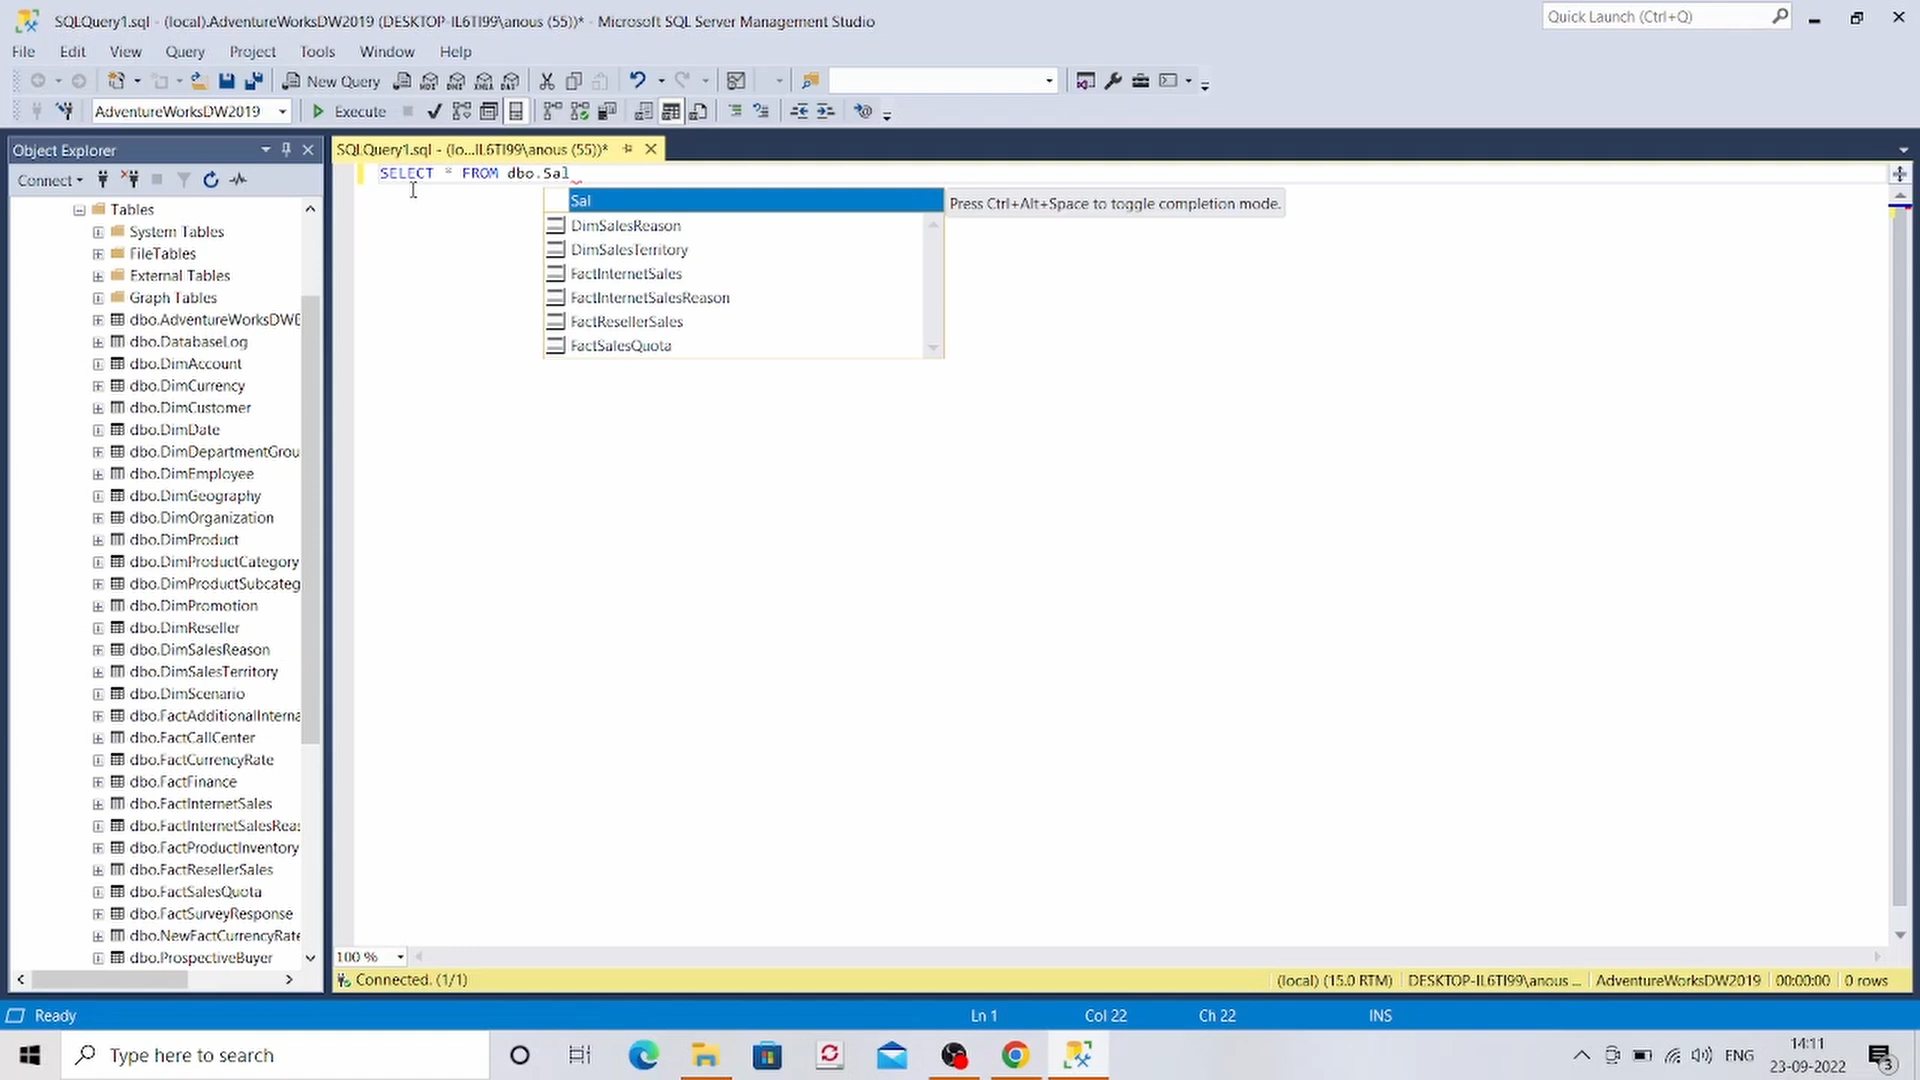 SQLQuery1.sql - (local).AdventureWorksDW2019 (DESKTOP-IL6TI99\anous (55))* - Microsoft SQL Server Management Studio
Quick Launch (Ctrl+Q)
File Edit View Query Project Tools Window Help
New Query
AdventureWorksDW2019
Execute
Object Explorer
Connect
Tables
System Tables
FileTables
External Tables
Graph Tables
dbo.AdventureWorksDWE
dbo.DatabaseLog
dbo.DimAccount
dbo.DimCurrency
dbo.DimCustomer
dbo.DimDate
dbo.DimDepartmentGrou
dbo.DimEmployee
dbo.DimGeography
dbo.DimOrganization
dbo.DimProduct
dbo.DimProductCategory
dbo.DimProductSubcateg
dbo.DimPromotion
dbo.DimReseller
dbo.DimSalesReason
dbo.DimSalesTerritory
dbo.DimScenario
dbo.FactAdditionalInterna
dbo.FactCallCenter
dbo.FactCurrencyRate
dbo.FactFinance
dbo.FactInternetSales
dbo.FactInternetSalesReas
dbo.FactProductInventory
dbo.FactResellerSales
dbo.FactSalesQuota
dbo.FactSurveyResponse
dbo.NewFactCurrencyRate
dbo.ProspectiveBuyer
SQLQuery1.sql - (lo...IL6TI99\anous (55))*
SELECT * FROM dbo.Sal
Sal
DimSalesReason
DimSalesTerritory
FactInternetSales
FactInternetSalesReason
FactResellerSales
FactSalesQuota
Press Ctrl+Alt+Space to toggle completion mode.
100 %
Connected. (1/1)
(local) (15.0 RTM) DESKTOP-IL6TI99\anous ... AdventureWorksDW2019 00:00:00 0 rows
Ready Ln 1 Col 22 Ch 22 INS
Type here to search
ENG
14:11
23-09-2022
3